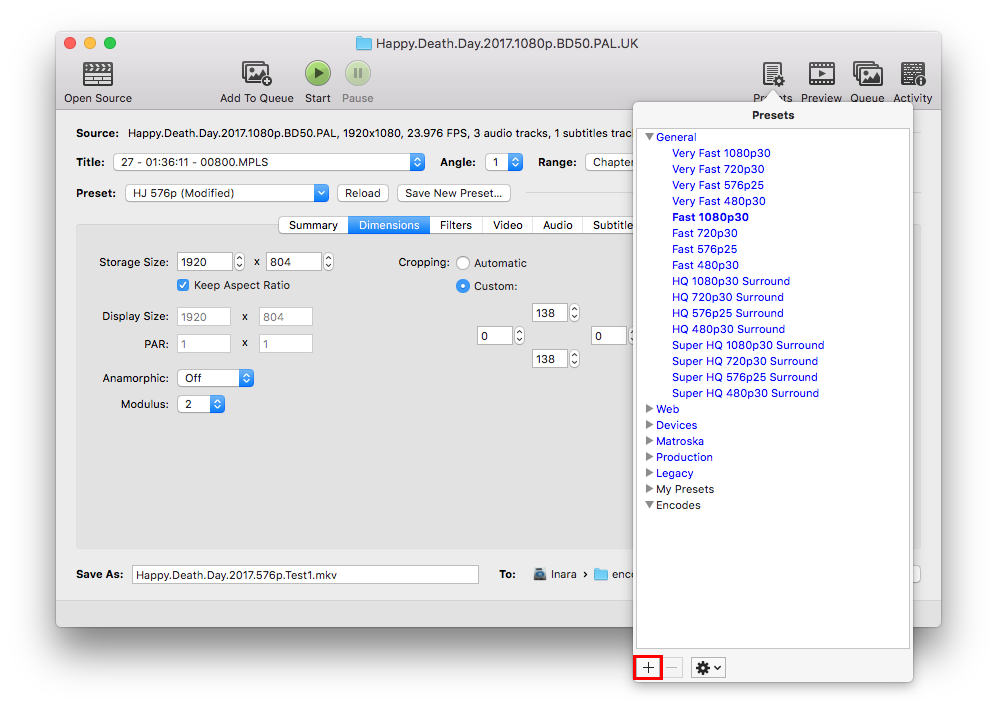 Happy.Death.Day.2017.1080p.BD50.PAL.UK
Open Source Add To Queue Start Pause Presets Preview Queue Activity
Source: Happy.Death.Day.2017.1080p.BD50.PAL, 1920x1080, 23.976 FPS, 3 audio tracks, 1 subtitles trac
Title: 27 - 01:36:11 - 00800.MPLS Angle: 1 Range: Chapter
Preset: HJ 576p (Modified) Reload Save New Preset...
Summary Dimensions Filters Video Audio Subtitle
Storage Size: 1920 x 804
Keep Aspect Ratio
Display Size: 1920 x 804
PAR: 1 x 1
Anamorphic: Off
Modulus: 2
Cropping: Automatic
Custom:
138
0 0
138
Save As: Happy.Death.Day.2017.576p.Test1.mkv To: Inara › enco
Presets
General
Very Fast 1080p30
Very Fast 720p30
Very Fast 576p25
Very Fast 480p30
Fast 1080p30
Fast 720p30
Fast 576p25
Fast 480p30
HQ 1080p30 Surround
HQ 720p30 Surround
HQ 576p25 Surround
HQ 480p30 Surround
Super HQ 1080p30 Surround
Super HQ 720p30 Surround
Super HQ 576p25 Surround
Super HQ 480p30 Surround
Web
Devices
Matroska
Production
Legacy
My Presets
Encodes